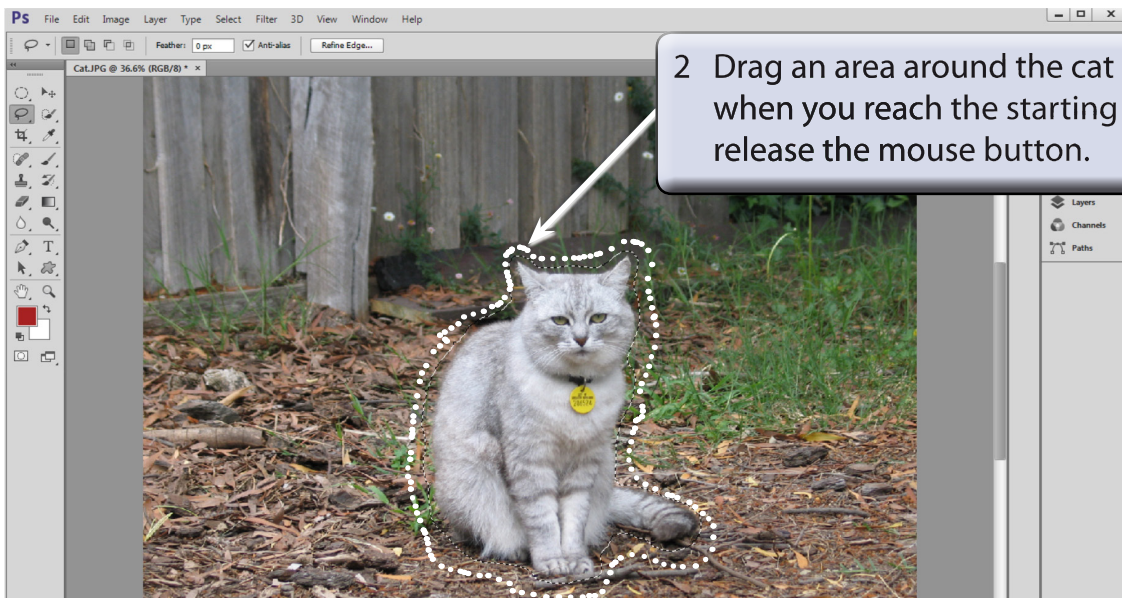 Ps File Edit Image Layer Type Select Filter 3D View Window Help
Feather: 0 px Anti-alias Refine Edge...
Cat.JPG @ 36.6% (RGB/8) * ×
2 Drag an area around the cat
when you reach the starting
release the mouse button.
Layers
Channels
Paths